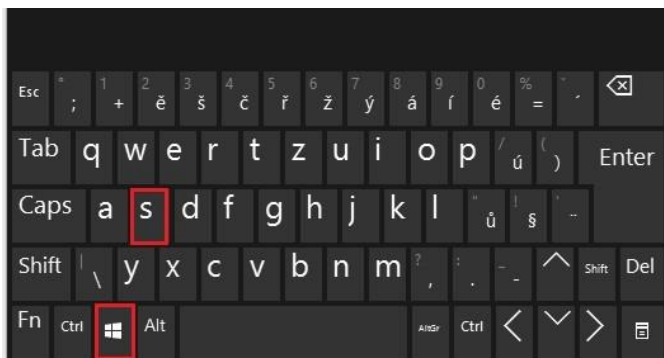 Esc ° ; 1 + 2 ě 3 š 4 č 5 ř 6 ž 7 ý 8 á 9 í 0 é % = ˇ ´
Tab q w e r t z u i o p / ú ( ) Enter
Caps a s d f g h j k l " ů ! § ' ¨
Shift | \ y x c v b n m ? , : . _ - Shift Del
Fn Ctrl Alt AltGr Ctrl